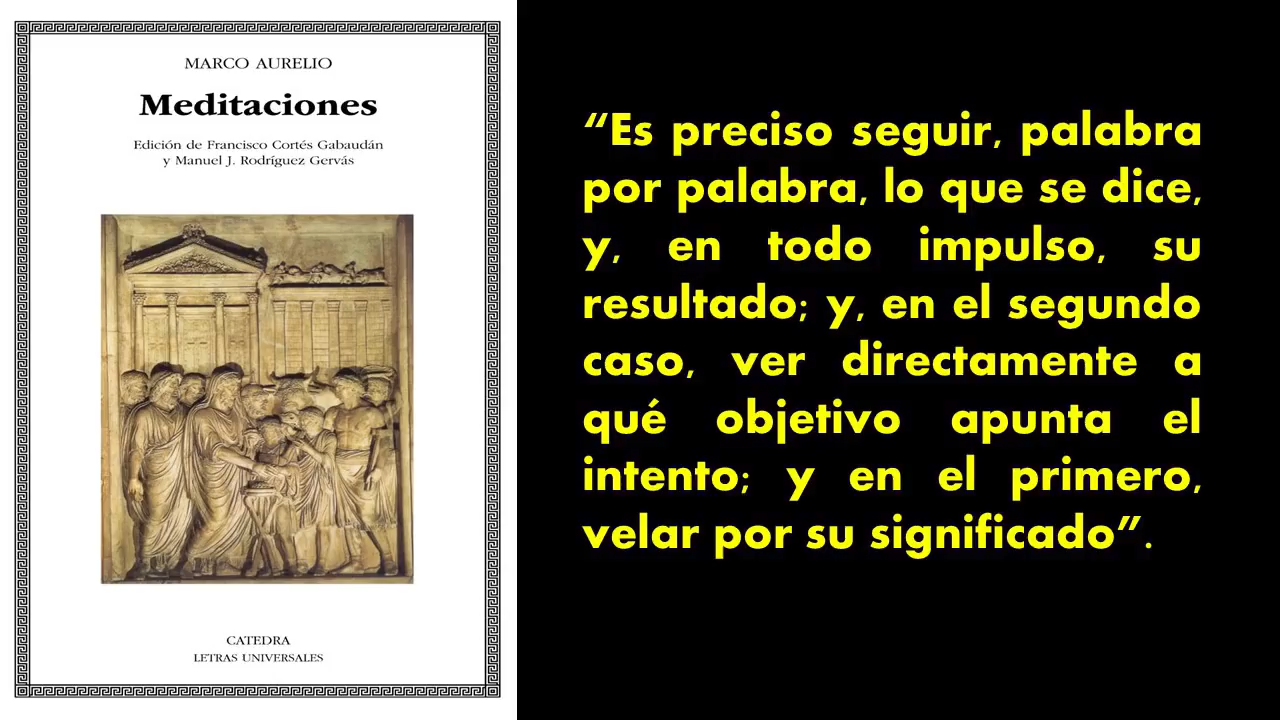 MARCO AURELIO
Meditaciones
Edición de Francisco Cortés Gabaudán
y Manuel J. Rodríguez Gervás
CATEDRA
LETRAS UNIVERSALES
“Es preciso seguir, palabra
por palabra, lo que se dice,
y, en todo impulso, su
resultado; y, en el segundo
caso, ver directamente a
qué objetivo apunta el
intento; y en el primero,
velar por su significado”.